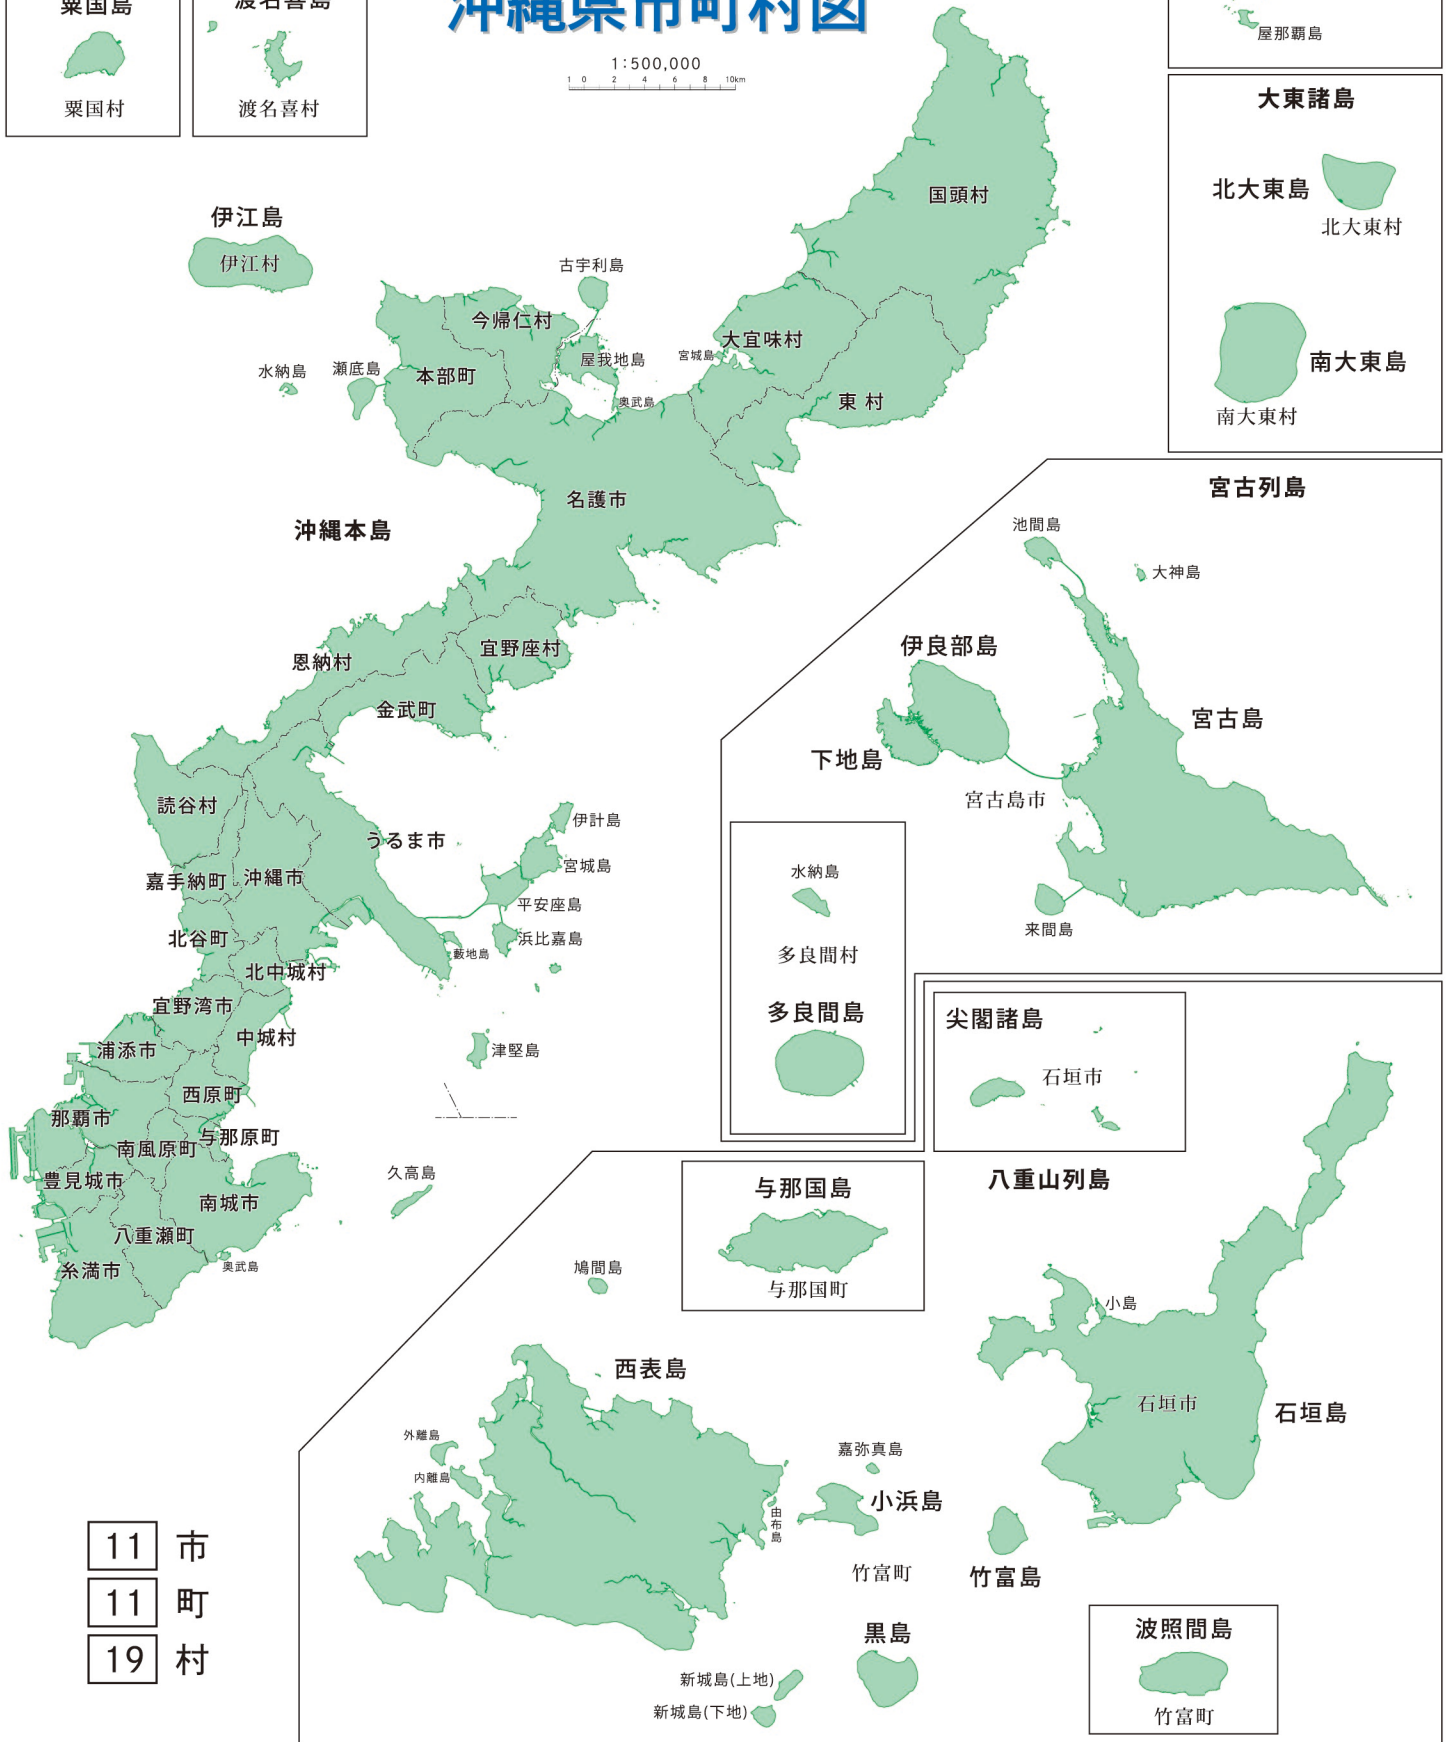 粟国島
粟国村
渡名喜島
渡名喜村
沖縄県市町村図
1:500,000
1 0 2 4 6 8 10km
屋那覇島
大東諸島
北大東島
北大東村
南大東島
南大東村
国頭村
伊江島
伊江村
古宇利島
今帰仁村
大宜味村
屋我地島
宮城島
水納島
瀬底島
本部町
奥武島
東村
名護市
沖縄本島
宜野座村
恩納村
金武町
読谷村
うるま市
伊計島
宮城島
嘉手納町
沖縄市
平安座島
北谷町
浜比嘉島
藪地島
北中城村
宜野湾市
中城村
浦添市
津堅島
西原町
那覇市
与那原町
南風原町
豊見城市
久高島
南城市
八重瀬町
糸満市
奥武島
宮古列島
池間島
大神島
伊良部島
宮古島
下地島
宮古島市
来間島
水納島
多良間村
多良間島
尖閣諸島
石垣市
八重山列島
与那国島
与那国町
鳩間島
小島
西表島
石垣市
石垣島
外離島
内離島
嘉弥真島
小浜島
由布島
竹富町
竹富島
黒島
新城島(上地)
新城島(下地)
波照間島
竹富町
11 市
11 町
19 村